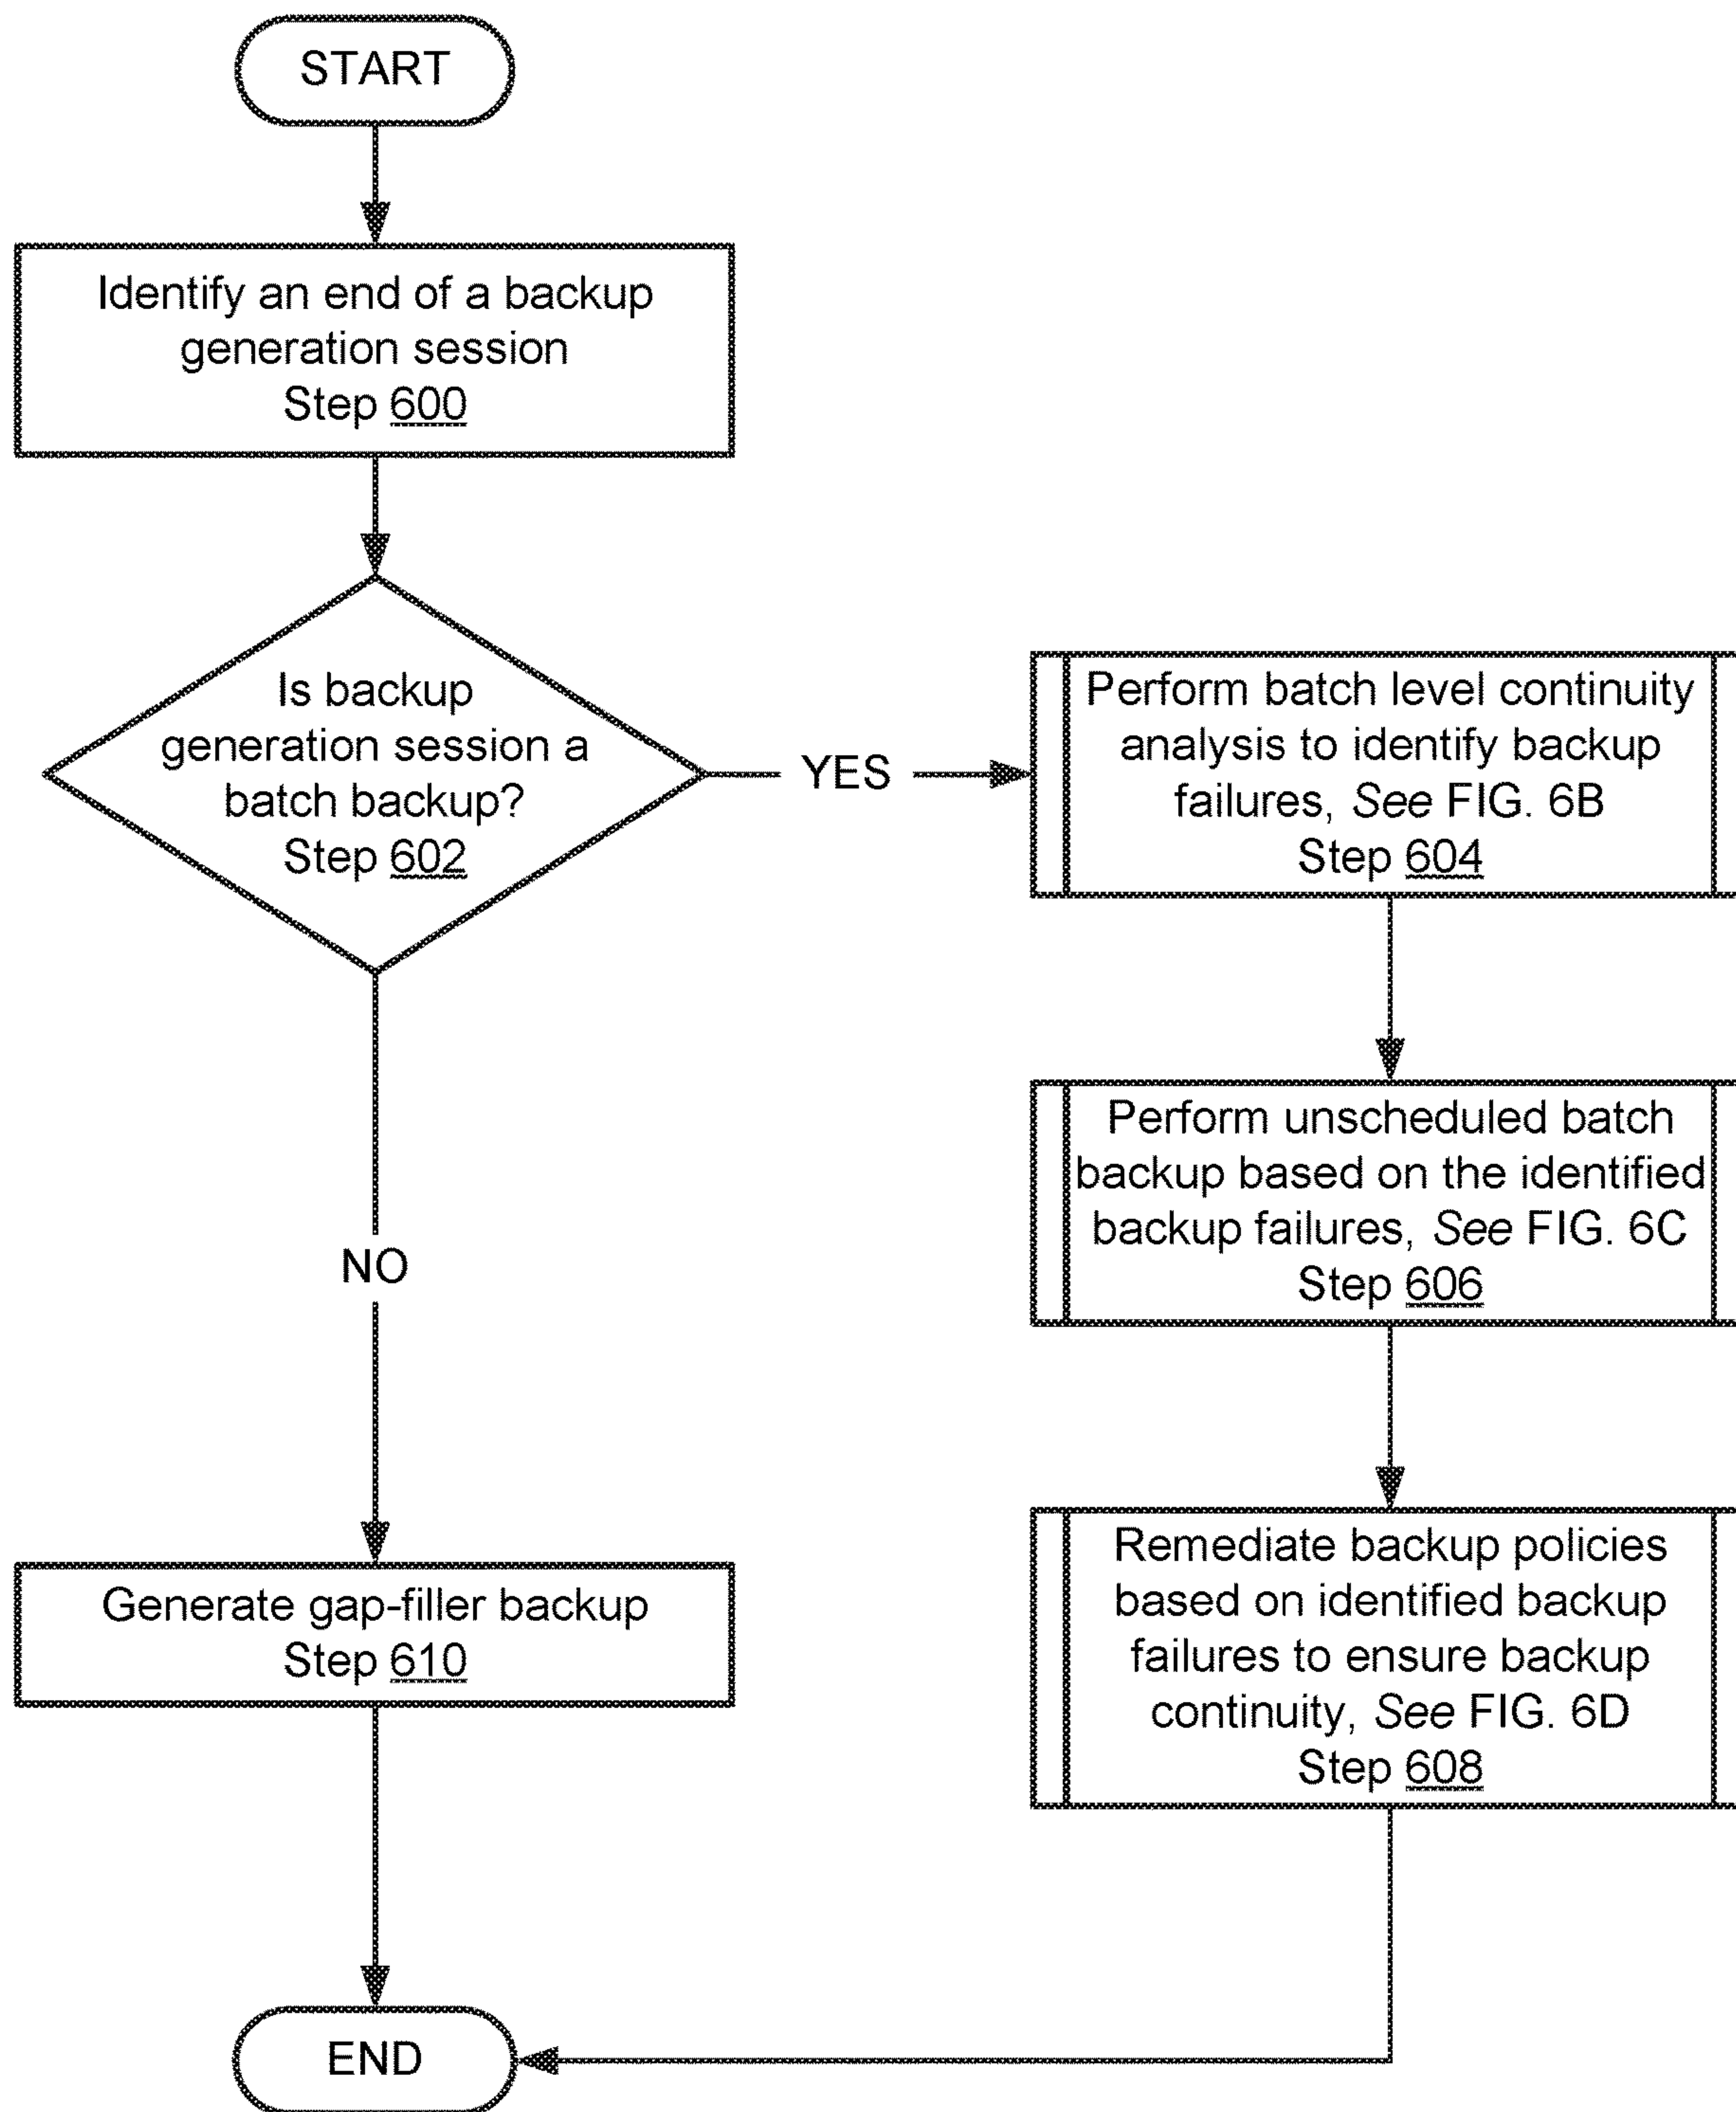 START
Identify an end of a backup
generation session
Step 600
Is backup
generation session a
batch backup?
Step 602
YES
Perform batch level continuity
analysis to identify backup
failures, See FIG. 6B
Step 604
Perform unscheduled batch
backup based on the identified
backup failures, See FIG. 6C
Step 606
Remediate backup policies
based on identified backup
failures to ensure backup
continuity, See FIG. 6D
Step 608
NO
Generate gap-filler backup
Step 610
END